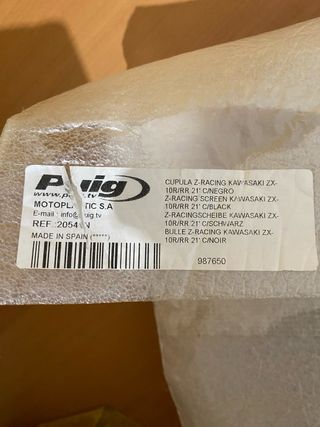 Puig
www.puig.tv
MOTOPLASTIC S.A
E-mail: info@puig.tv
MADE IN SPAIN (*****)
CUPULA Z-RACING KAWASAKI ZX-
10R/RR 21' C/NEGRO
Z-RACING SCREEN KAWASAKI ZX-
10R/RR 21' C/BLACK
Z-RACINGSCHEIBE KAWASAKI ZX-
10R/RR 21' C/SCHWARZ
BULLE Z-RACING KAWASAKI ZX-
10R/RR 21' C/NOIR
987650